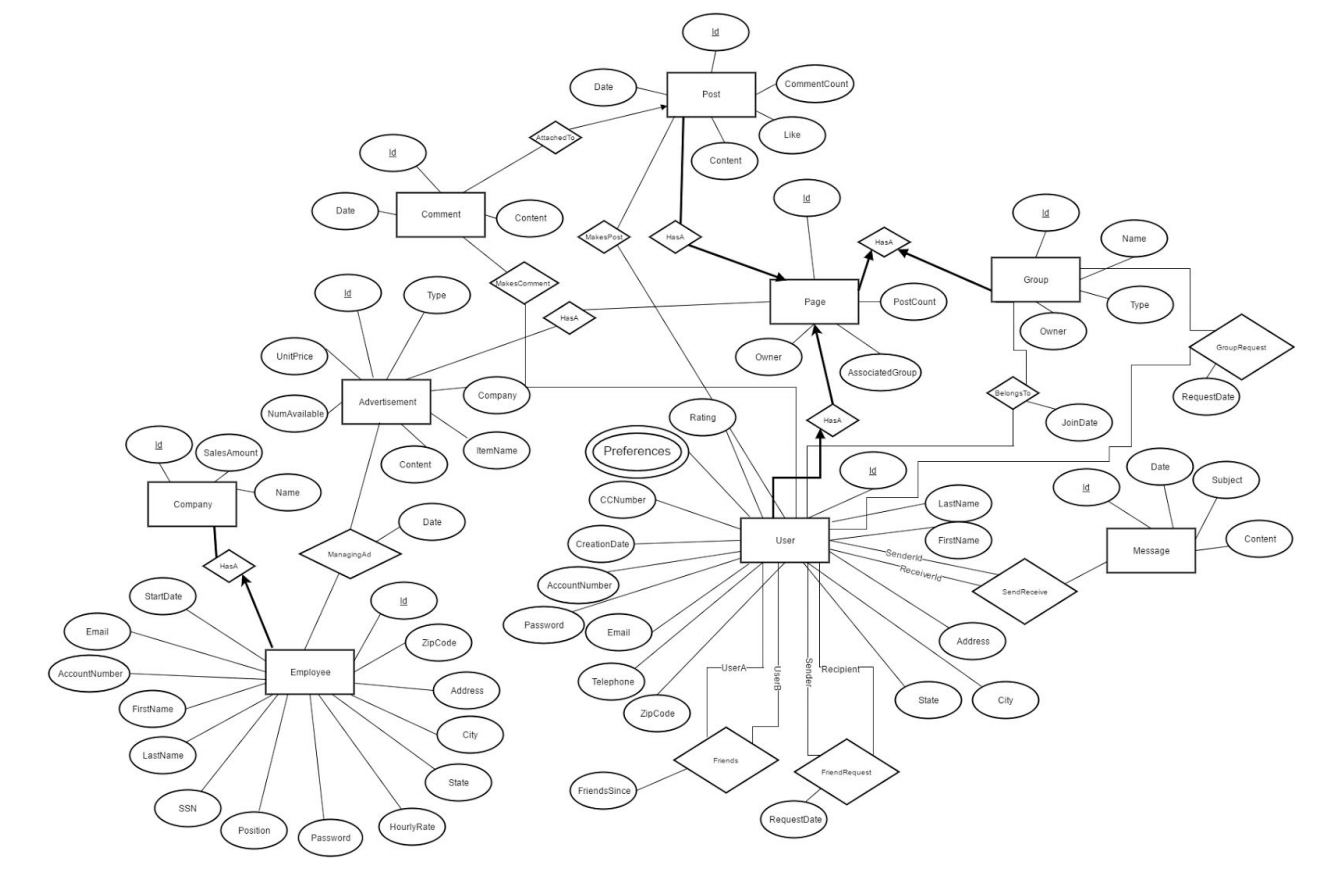 Id
Date
CommentCount
Post
AttachedTo
Like
Id
Content
Id
Id
Date
Comment
Content
MakesPost
HasA
HasA
Name
Group
MakesComment
Id
Type
Page
PostCount
Type
HasA
Owner
GroupRequest
UnitPrice
Owner
AssociatedGroup
BelongsTo
RequestDate
Advertisement
Company
NumAvailable
Rating
HasA
JoinDate
Id
SalesAmount
ItemName
Preferences
Content
Id
Date
Subject
Name
CCNumber
Id
Company
LastName
Date
User
FirstName
Content
CreationDate
Message
ManagingAd
SenderId
HasA
ReceiverId
AccountNumber
SendReceive
StartDate
Id
Password
Email
Email
ZipCode
Address
Employee
UserA
UserB
Sender
Recipient
AccountNumber
Telephone
Address
FirstName
State
City
ZipCode
City
LastName
Friends
FriendRequest
State
FriendsSince
SSN
RequestDate
Position
Password
HourlyRate